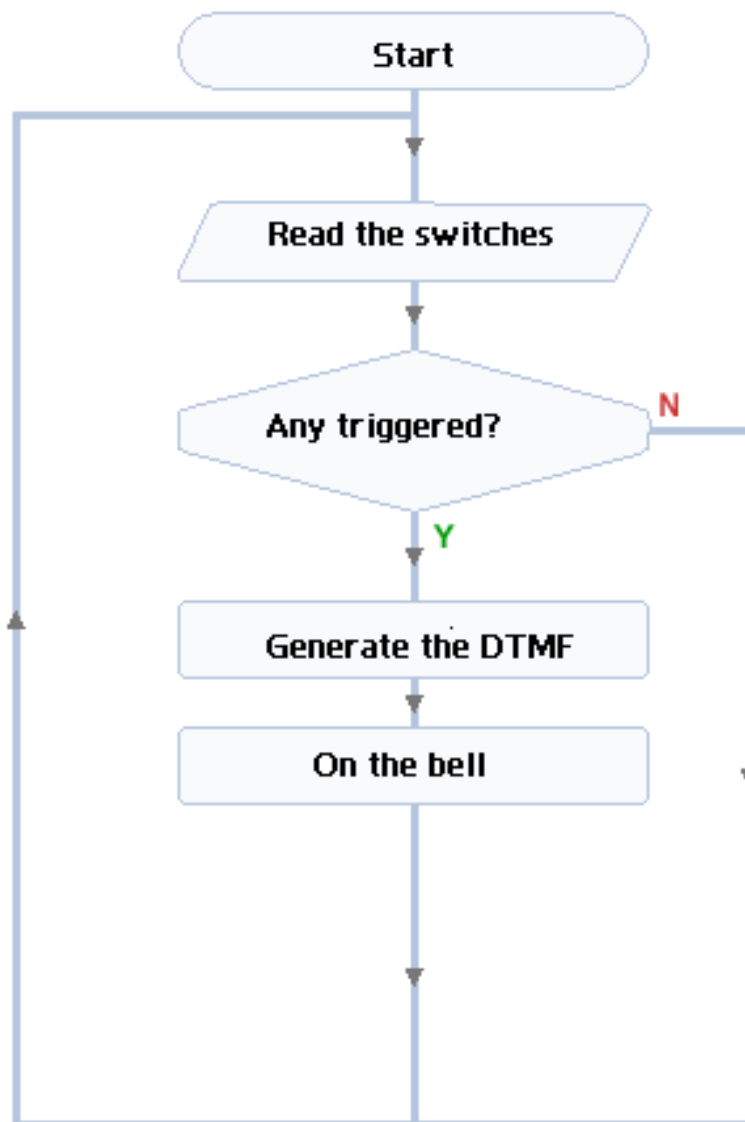 Start
Read the switches
Any triggered?
N
Y
Generate the DTMF
On the bell